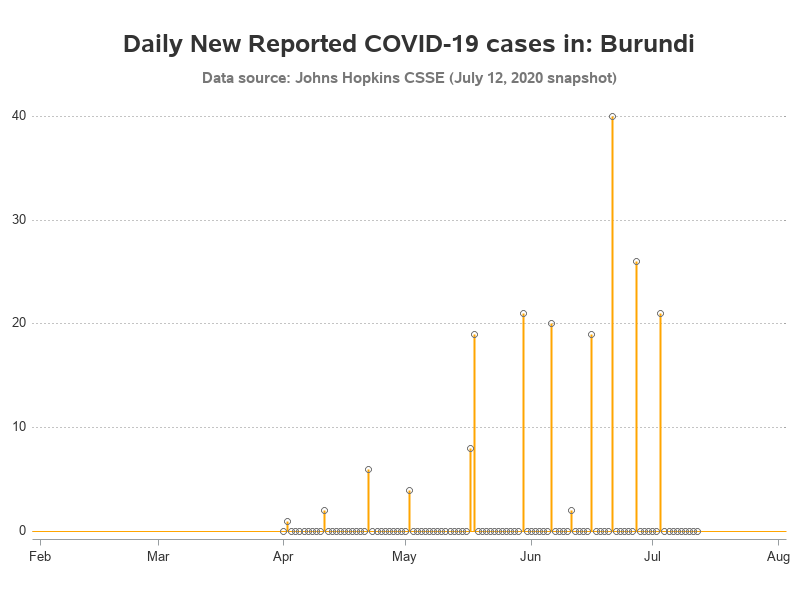 Daily New Reported COVID-19 cases in: Burundi
Data source: Johns Hopkins CSSE (July 12, 2020 snapshot)
40
30
20
10
0
Feb Mar Apr May Jun Jul Aug